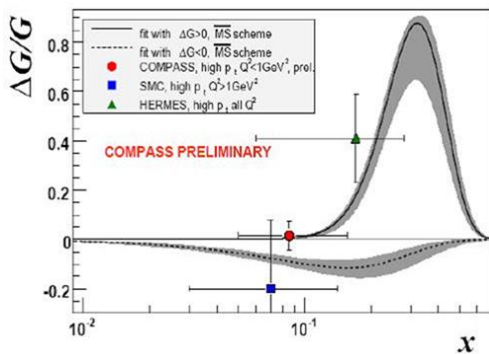 ΔG/G
fit with ΔG>0, MS scheme
fit with ΔG<0, MS scheme
COMPASS, high p_t Q²<1GeV², prel.
SMC, high p_t Q²>1GeV²
HERMES, high p_t all Q²
COMPASS PRELIMINARY
0.8
0.6
0.4
0.2
0
-0.2
10⁻² 10⁻¹
x